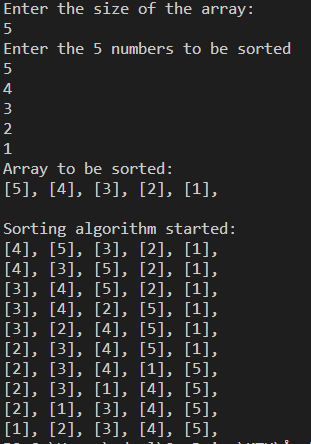 Enter the size of the array:
5
Enter the 5 numbers to be sorted
5
4
3
2
1
Array to be sorted:
[5], [4], [3], [2], [1],
Sorting algorithm started:
[4], [5], [3], [2], [1],
[4], [3], [5], [2], [1],
[3], [4], [5], [2], [1],
[3], [4], [2], [5], [1],
[3], [2], [4], [5], [1],
[2], [3], [4], [5], [1],
[2], [3], [4], [1], [5],
[2], [3], [1], [4], [5],
[2], [1], [3], [4], [5],
[1], [2], [3], [4], [5],